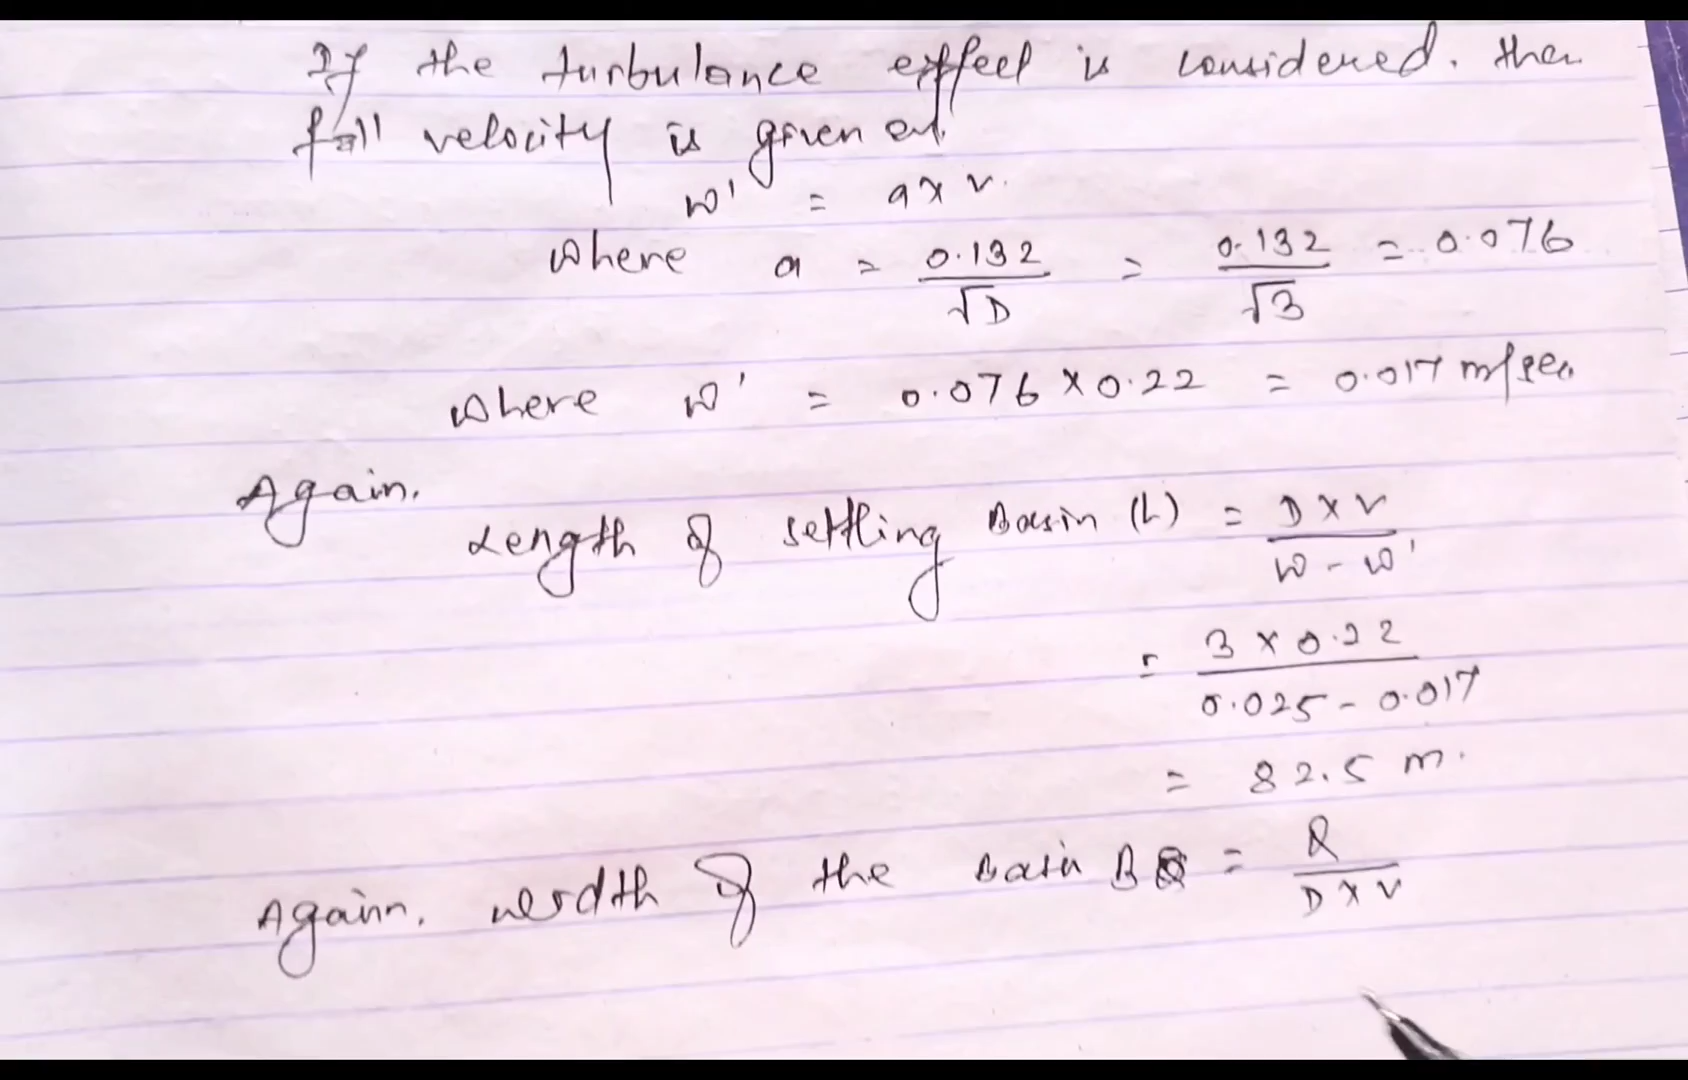 If the turbulance effect is considered. then
fall velocity is given as.
w' = a x v.
where a = 0.132 / √D = 0.132 / √3 = 0.076
where w' = 0.076 x 0.22 = 0.017 m/sec
Again.
Length of settling Basin (L) = D x v / w - w'
= 3 x 0.22 / 0.025 - 0.017
= 82.5 m.
Again. width of the Basin B = Q / D x v